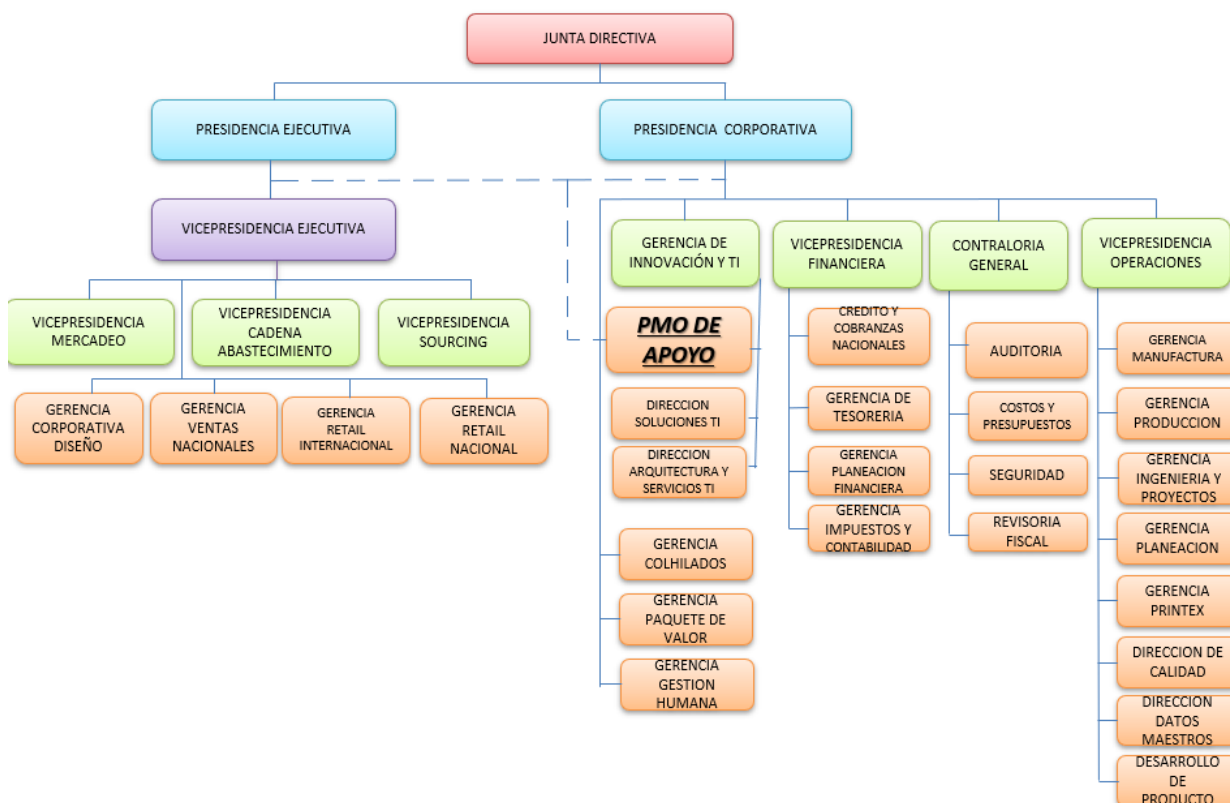 JUNTA DIRECTIVA
PRESIDENCIA EJECUTIVA
PRESIDENCIA CORPORATIVA
VICEPRESIDENCIA EJECUTIVA
VICEPRESIDENCIA
MERCADEO
VICEPRESIDENCIA
CADENA
ABASTECIMIENTO
VICEPRESIDENCIA
SOURCING
GERENCIA
CORPORATIVA
DISEÑO
GERENCIA
VENTAS
NACIONALES
GERENCIA
RETAIL
INTERNACIONAL
GERENCIA
RETAIL
NACIONAL
GERENCIA DE
INNOVACIÓN Y TI
PMO DE
APOYO
DIRECCION
SOLUCIONES TI
DIRECCION
ARQUITECTURA Y
SERVICIOS TI
GERENCIA
COLHILADOS
GERENCIA
PAQUETE DE
VALOR
GERENCIA
GESTION
HUMANA
VICEPRESIDENCIA
FINANCIERA
CREDITO Y
COBRANZAS
NACIONALES
GERENCIA DE
TESORERIA
GERENCIA
PLANEACION
FINANCIERA
GERENCIA
IMPUESTOS Y
CONTABILIDAD
CONTRALORIA
GENERAL
AUDITORIA
COSTOS Y
PRESUPUESTOS
SEGURIDAD
REVISORIA
FISCAL
VICEPRESIDENCIA
OPERACIONES
GERENCIA
MANUFACTURA
GERENCIA
PRODUCCION
GERENCIA
INGENIERIA Y
PROYECTOS
GERENCIA
PLANEACION
GERENCIA
PRINTEX
DIRECCION DE
CALIDAD
DIRECCION
DATOS
MAESTROS
DESARROLLO
DE
PRODUCTO